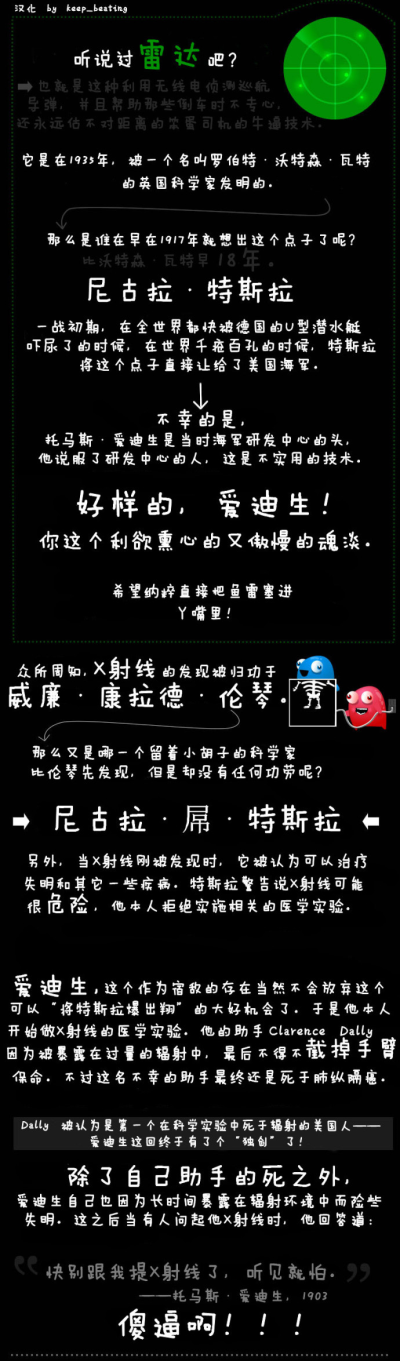 汉化 by keep_beating
听说过雷达吧?
➡也就是这种利用无线电侦测巡航
导弹,并且帮助那些倒车时不专心,
还永远估不对距离的笨蛋司机的牛逼技术。
它是在1935年,被一个名叫罗伯特·沃特森·瓦特
的英国科学家发明的。
那么是谁在早在1917年就想出这个点子了呢?
比沃特森·瓦特早18年。
尼古拉·特斯拉
一战初期,在全世界都快被德国的U型潜水艇
吓尿了的时候,在世界千疮百孔的时候,特斯拉
将这个点子直接让给了美国海军。
不幸的是,
托马斯·爱迪生是当时海军研发中心的头,
他说服了研发中心的人,这是不实用的技术。
好样的,爱迪生!
你这个利欲熏心的又傲慢的魂淡。
希望纳粹直接把鱼雷塞进
丫嘴里!
众所周知,X射线的发现被归功于
威廉·康拉德·伦琴。
那么又是哪一个留着小胡子的科学家
比伦琴先发现,但是却没有任何功劳呢?
➡ 尼古拉·屌·特斯拉 ⬅
另外,当X射线刚被发现时,它被认为可以治疗
失明和其它一些疾病。特斯拉警告说X射线可能
很危险,他本人拒绝实施相关的医学实验。
爱迪生,这个作为宿敌的存在当然不会放弃这个
可以“将特斯拉爆出翔”的大好机会了。于是他本人
开始做X射线的医学实验。他的助手Clarence Dally
因为被暴露在过量的辐射中,最后不得不截掉手臂
保命。不过这名不幸的助手最终还是死于肺纵膈癌。
Dally 被认为是第一个在科学实验中死于辐射的美国人——
爱迪生这回终于有了个“独创”了!
除了自己助手的死之外,
爱迪生自己也因为长时间暴露在辐射环境中而险些
失明。这之后当有人问起他X射线时,他回答道:
“快别跟我提X射线了,听见就怕。”
——托马斯·爱迪生,1903
傻逼啊!!!